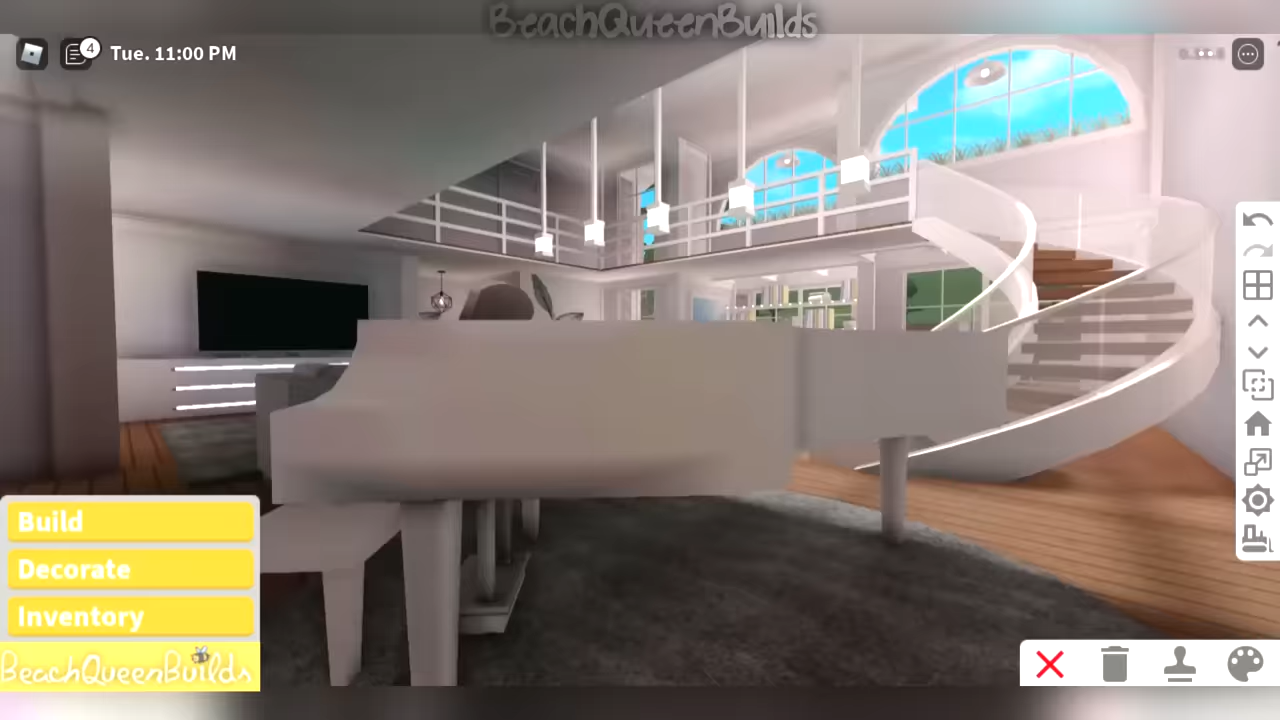 BeachQueenBuilds
4
Tue. 11:00 PM
Build
Decorate
Inventory
BeachQueenBuilds